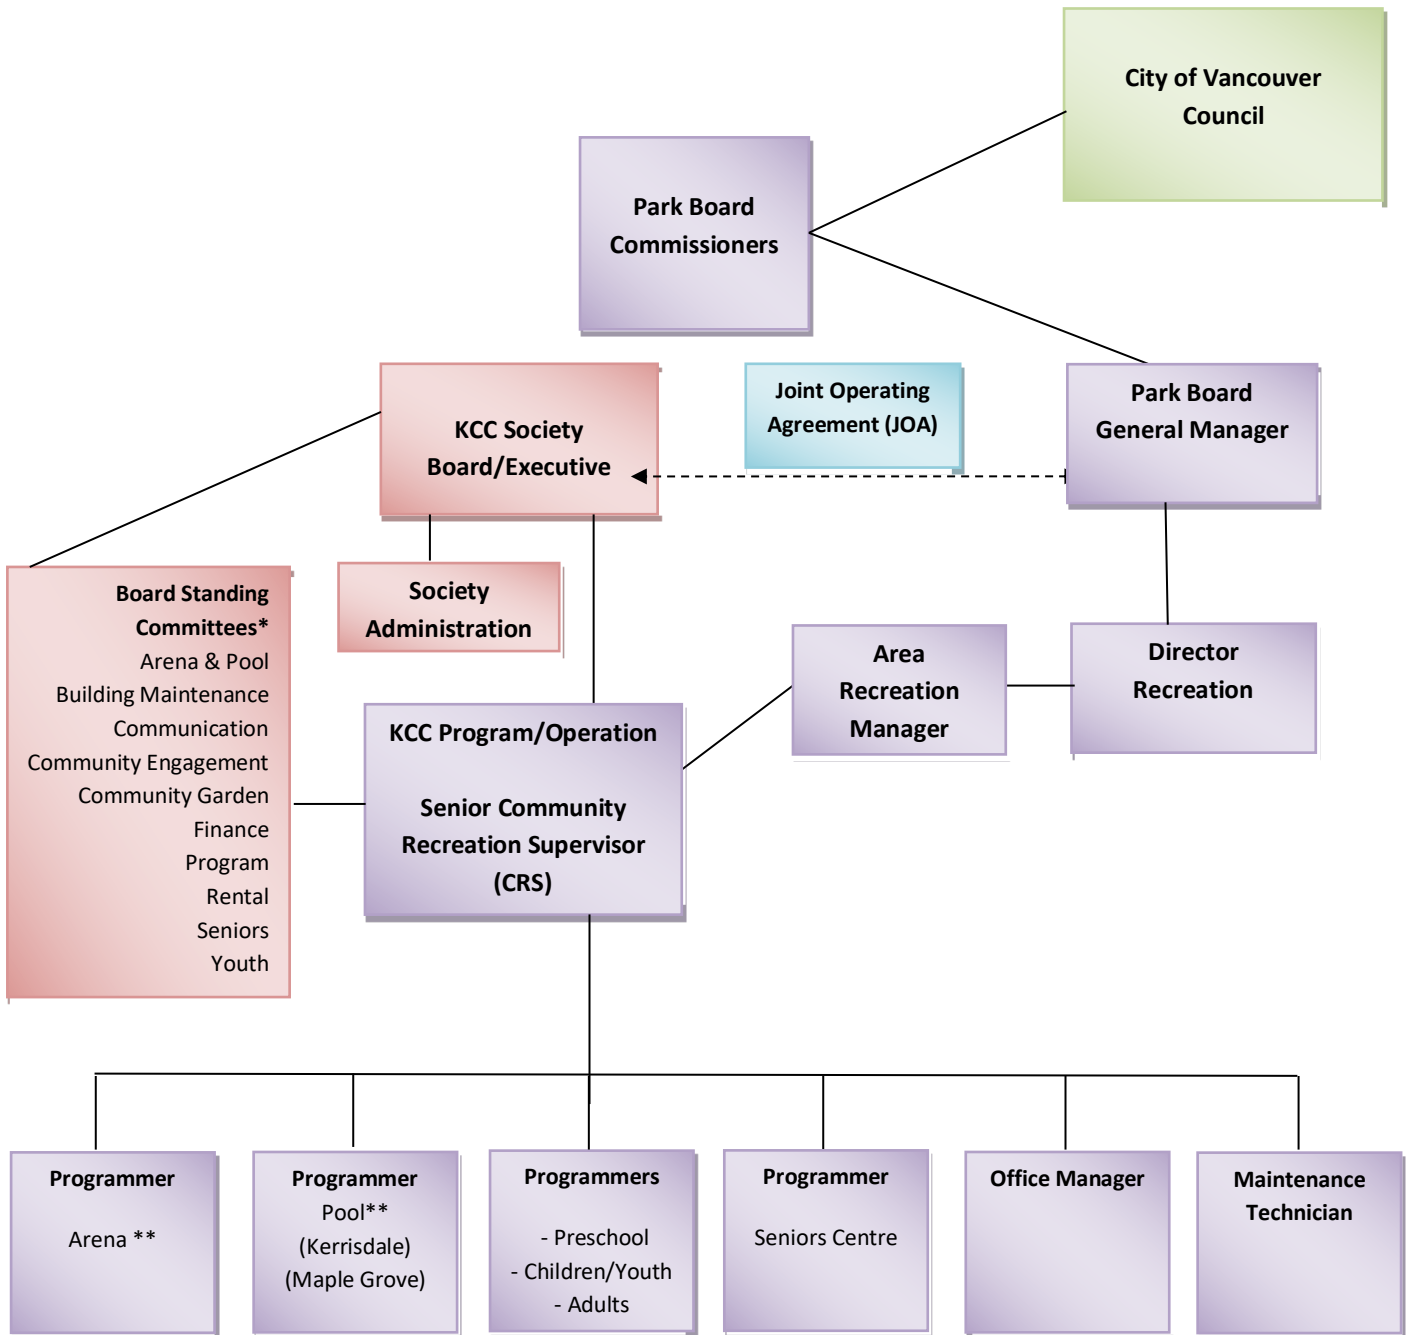 City of Vancouver
Council
Park Board
Commissioners
KCC Society
Board/Executive
Joint Operating
Agreement (JOA)
Park Board
General Manager
Board Standing
Committees*
Arena & Pool
Building Maintenance
Communication
Community Engagement
Community Garden
Finance
Program
Rental
Seniors
Youth
Society
Administration
Area
Recreation
Manager
Director
Recreation
KCC Program/Operation
Senior Community
Recreation Supervisor
(CRS)
Programmer
Arena **
Programmer
Pool**
(Kerrisdale)
(Maple Grove)
Programmers
- Preschool
- Children/Youth
- Adults
Programmer
Seniors Centre
Office Manager
Maintenance
Technician